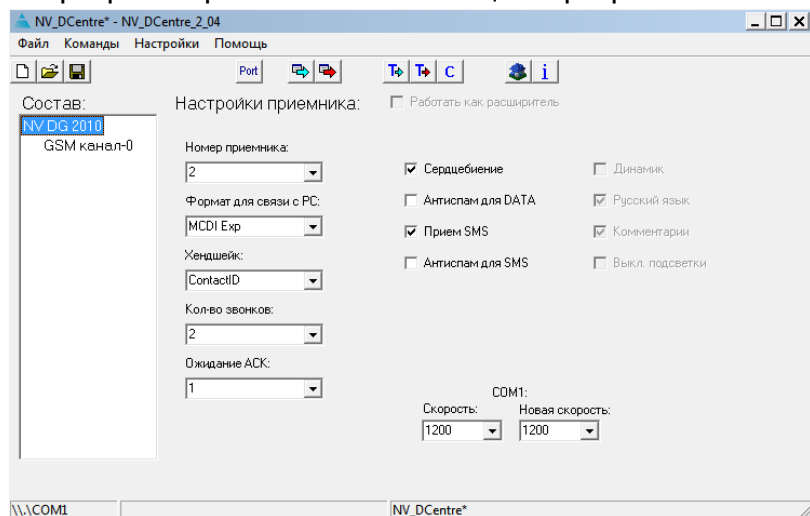 NV_DCentre* - NV_DCentre_2_04
Файл Команды Настройки Помощь
Port T T C i
Состав:
NV DG 2010
GSM канал-0
Настройки приемника:
Номер приемника:
2
Формат для связи с PC:
MCDI Exp
Хендшейк:
ContactID
Кол-во звонков:
2
Ожидание АСК:
1
Работать как расширитель
Сердцебиение
Антиспам для DATA
Прием SMS
Антиспам для SMS
Динамик
Русский язык
Комментарии
Выкл. подсветки
COM1:
Скорость: Новая скорость:
1200 1200
\\.\COM1 NV_DCentre*